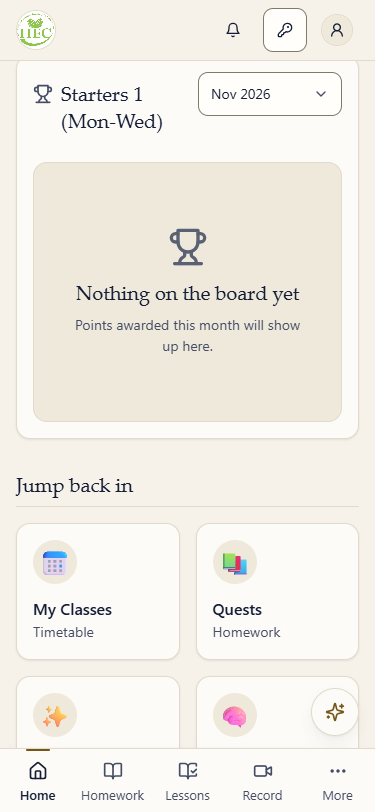 HEC
Starters 1
(Mon-Wed)
Nov 2026
Nothing on the board yet
Points awarded this month will show
up here.
Jump back in
My Classes
Timetable
Quests
Homework
Home
Homework
Lessons
Record
More